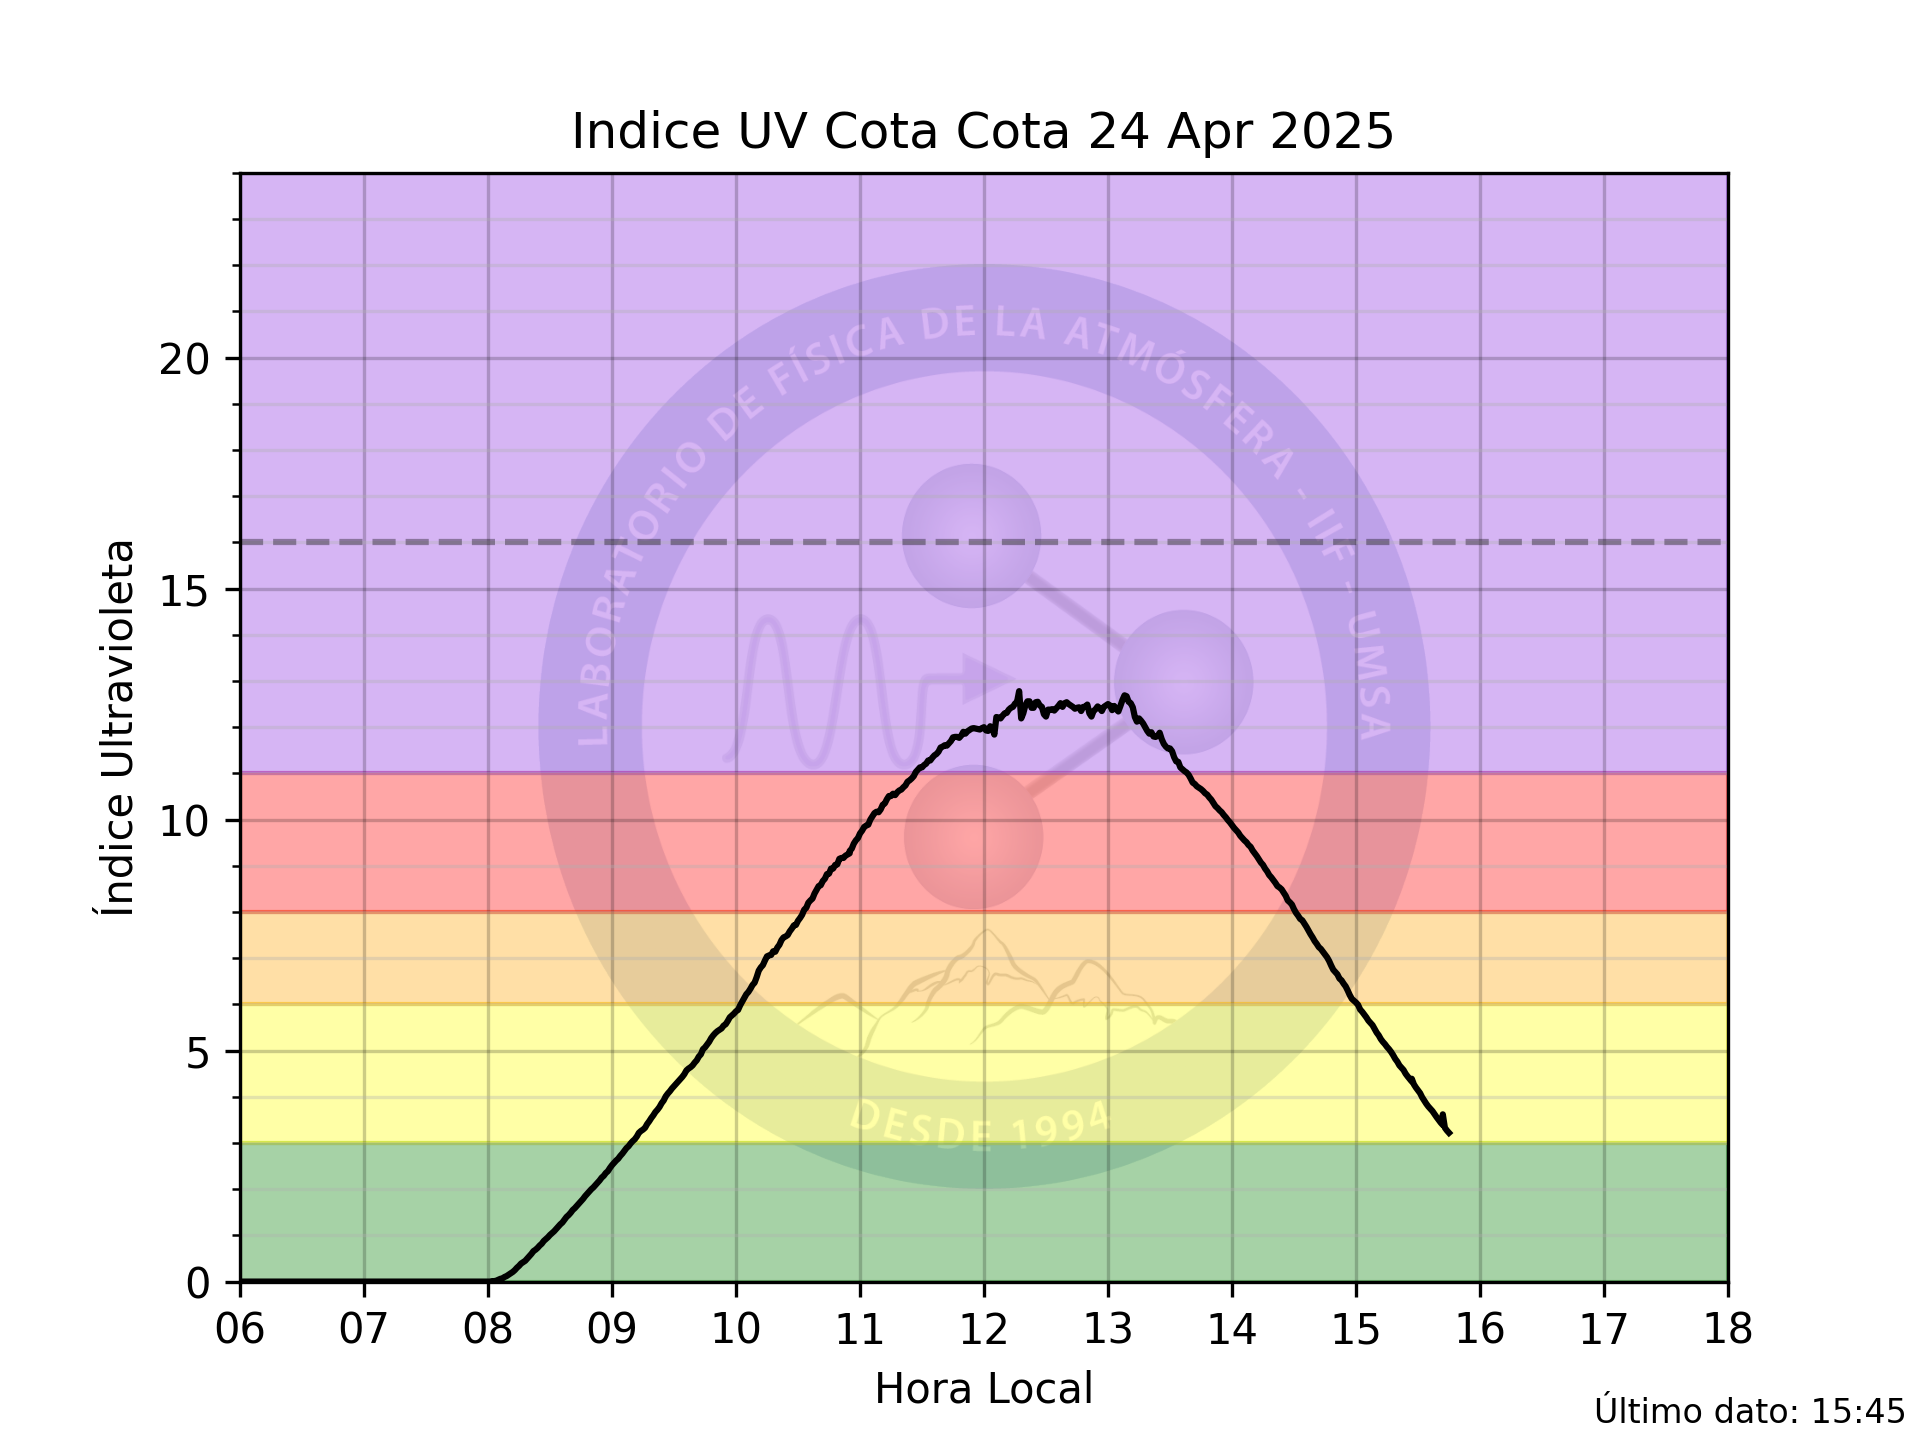 Indice UV Cota Cota 24 Apr 2025
LABORATORIO DE FÍSICA DE LA ATMÓSFERA - IIF - UMSA
DESDE 1994
Índice Ultravioleta
20
15
10
5
0
06 07 08 09 10 11 12 13 14 15 16 17 18
Hora Local
Último dato: 15:45